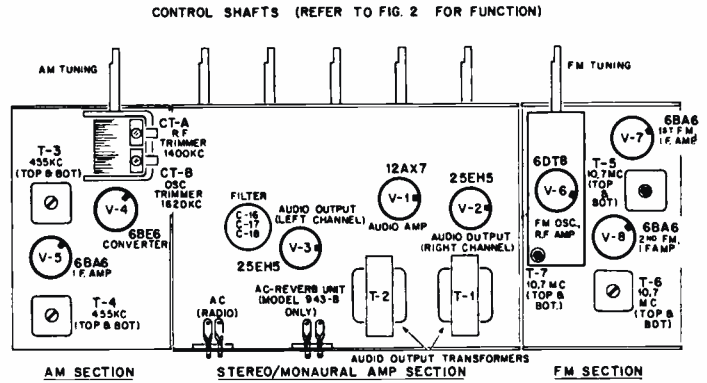 CONTROL SHAFTS (REFER TO FIG. 2 FOR FUNCTION)
AM TUNING
FM TUNING
CT-A
R.F
TRIMMER
1400KC
CT-B
OSC
TRIMMER
1620KC
T-3
455KC
(TOP & BOT)
V-4
6BE6
CONVERTER
V-5
6BA6
I.F. AMP
T-4
455KC
(TOP & BOT)
FILTER
C-16
C-17
C-18
AUDIO OUTPUT
(LEFT CHANNEL)
V-3
25EH5
12AX7
V-1
AUDIO AMP
25EH5
V-2
AUDIO OUTPUT
(RIGHT CHANNEL)
AC
(RADIO)
AC-REVERB UNIT
(MODEL 943-B
ONLY)
T-2
T-1
AUDIO OUTPUT TRANSFORMERS
6DT8
V-6
FM OSC,
R.F AMP
T-7
10.7 MC
(TOP &
BOT.)
V-7
6BA6
1ST FM,
I.F. AMP
T-5
10.7MC
(TOP
&
BOT)
V-8
6BA6
2ND FM,
I.F AMP
T-6
10.7
MC
(TOP &
BOT)
AM SECTION
STEREO/MONAURAL AMP SECTION
FM SECTION